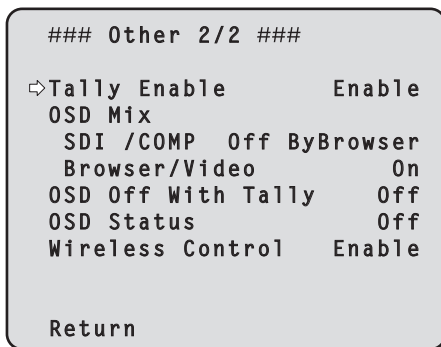 ### Other 2/2 ###
⇨Tally Enable Enable
OSD Mix
SDI /COMP Off ByBrowser
Browser/Video On
OSD Off With Tally Off
OSD Status Off
Wireless Control Enable
Return